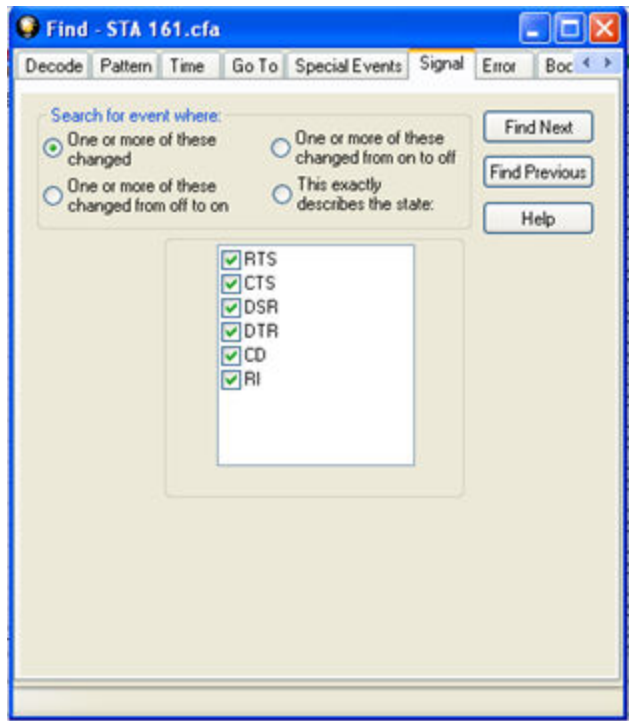 Find - STA 161.cfa
Decode Pattern Time Go To Special Events Signal Error Boc
Search for event where:
One or more of these
changed
One or more of these
changed from on to off
One or more of these
changed from off to on
This exactly
describes the state:
Find Next
Find Previous
Help
RTS
CTS
DSR
DTR
CD
RI